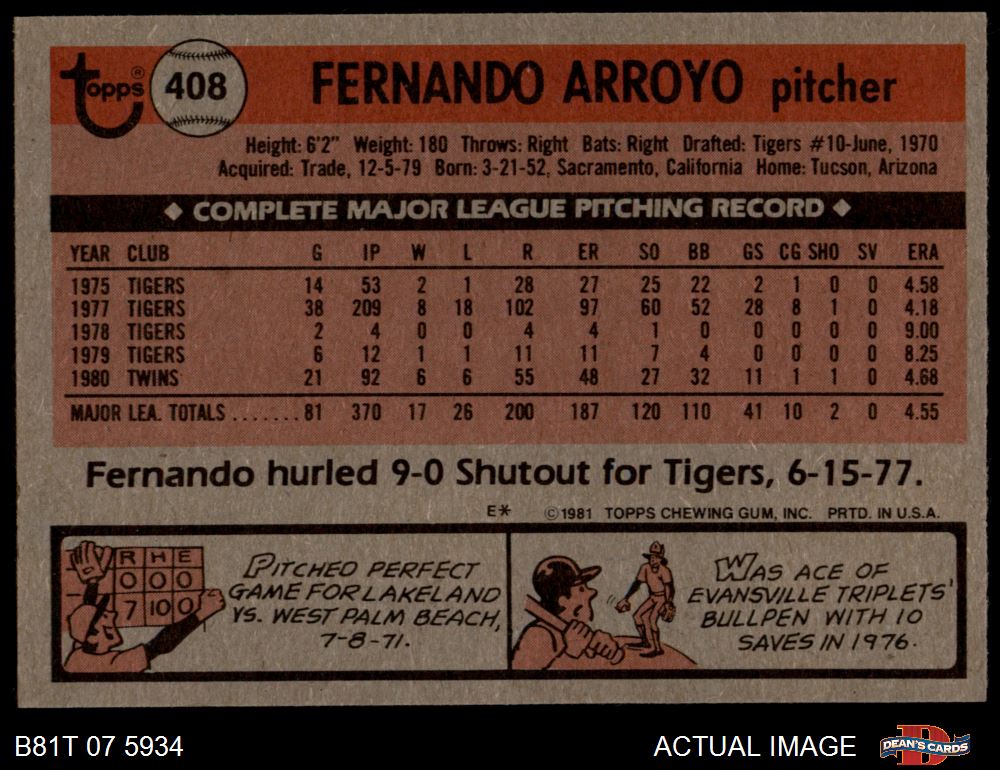 Topps® 408 FERNANDO ARROYO pitcher
Height: 6'2" Weight: 180 Throws: Right Bats: Right Drafted: Tigers #10-June, 1970
Acquired: Trade, 12-5-79 Born: 3-21-52, Sacramento, California Home: Tucson, Arizona
◆ COMPLETE MAJOR LEAGUE PITCHING RECORD ◆
YEAR CLUB G IP W L R ER SO BB GS CG SHO SV ERA
1975 TIGERS 14 53 2 1 28 27 25 22 2 1 0 0 4.58
1977 TIGERS 38 209 8 18 102 97 60 52 28 8 1 0 4.18
1978 TIGERS 2 4 0 0 4 4 1 0 0 0 0 0 9.00
1979 TIGERS 6 12 1 1 11 11 7 4 0 0 0 0 8.25
1980 TWINS 21 92 6 6 55 48 27 32 11 1 1 0 4.68
MAJOR LEA. TOTALS .......81 370 17 26 200 187 120 110 41 10 2 0 4.55
Fernando hurled 9-0 Shutout for Tigers, 6-15-77.
E* ©1981 TOPPS CHEWING GUM, INC. PRTD. IN U.S.A.
R H E
0 0 0
7 10 0
PITCHED PERFECT
GAME FOR LAKELAND
VS. WEST PALM BEACH,
7-8-71.
WAS ACE OF
EVANSVILLE TRIPLETS'
BULLPEN WITH 10
SAVES IN 1976.
B81T 07 5934 ACTUAL IMAGE DEAN'S CARDS